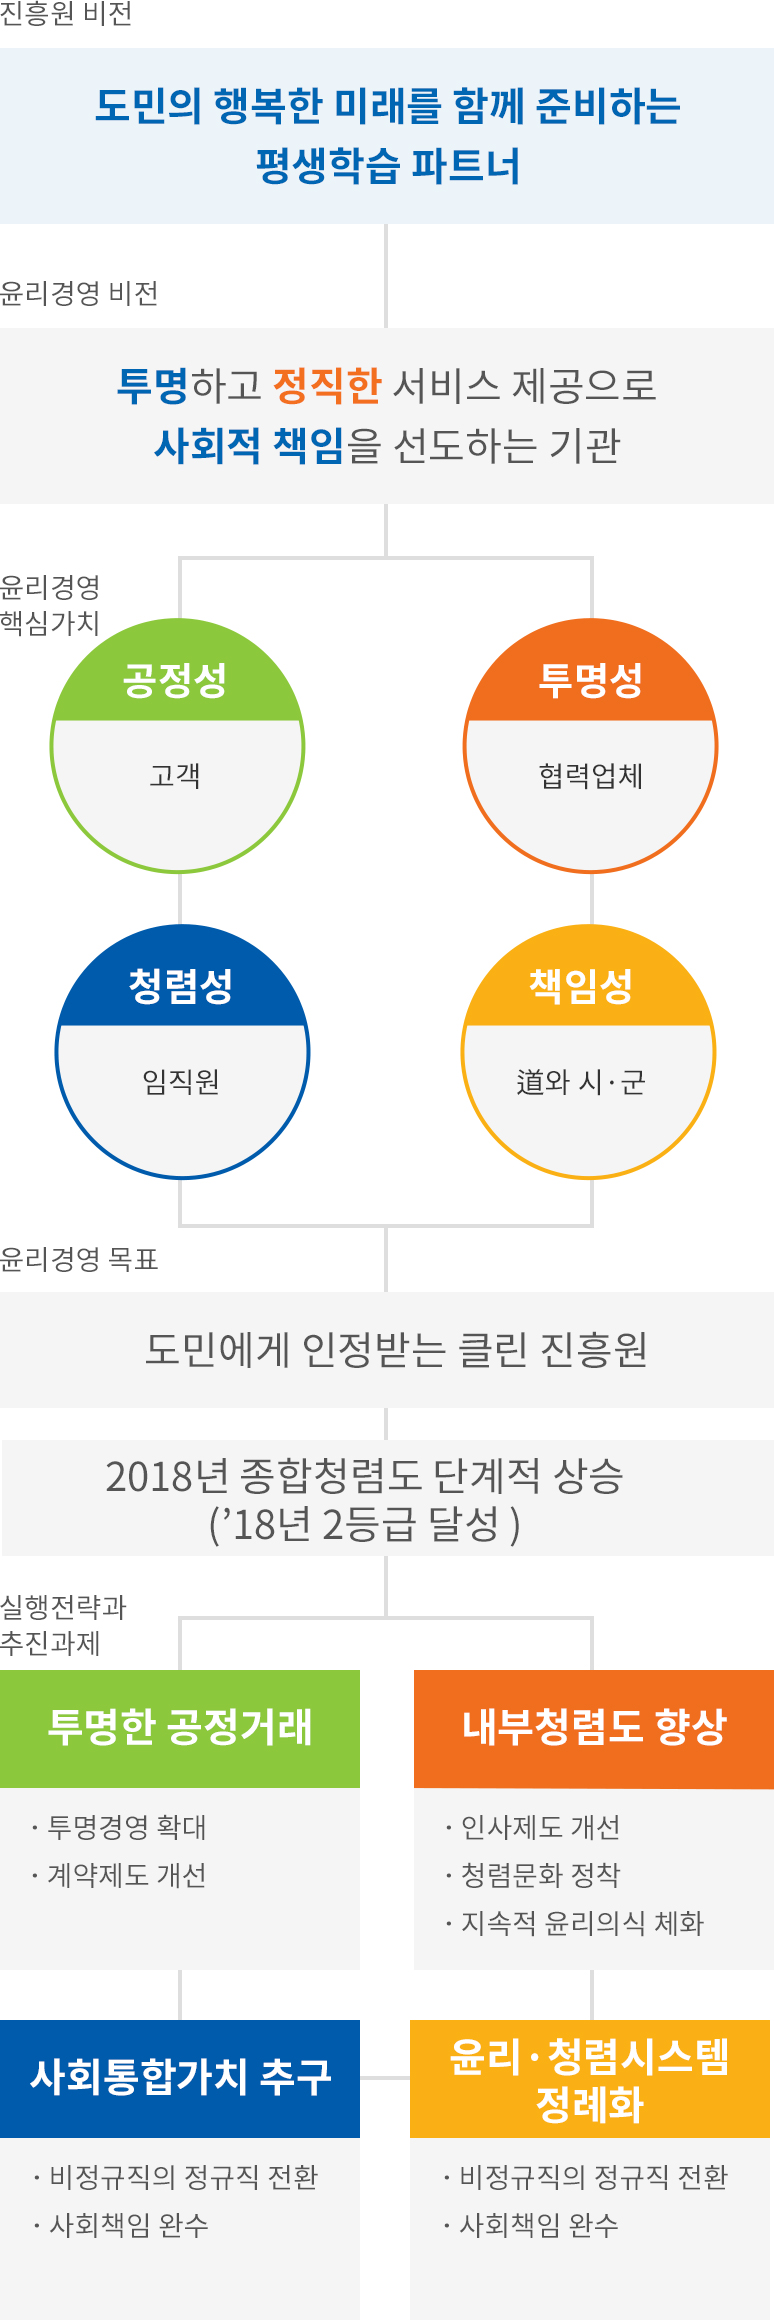 진흥원 비전
도민의 행복한 미래를 함께 준비하는
평생학습 파트너
윤리경영 비전
투명하고 정직한 서비스 제공으로
사회적 책임을 선도하는 기관
윤리경영
핵심가치
공정성
고객
투명성
협력업체
청렴성
임직원
책임성
道와 시·군
윤리경영 목표
도민에게 인정받는 클린 진흥원
2018년 종합청렴도 단계적 상승
(’18년 2등급 달성 )
실행전략과
추진과제
투명한 공정거래
· 투명경영 확대
· 계약제도 개선
내부청렴도 향상
· 인사제도 개선
· 청렴문화 정착
· 지속적 윤리의식 체화
사회통합가치 추구
· 비정규직의 정규직 전환
· 사회책임 완수
윤리·청렴시스템
정례화
· 비정규직의 정규직 전환
· 사회책임 완수